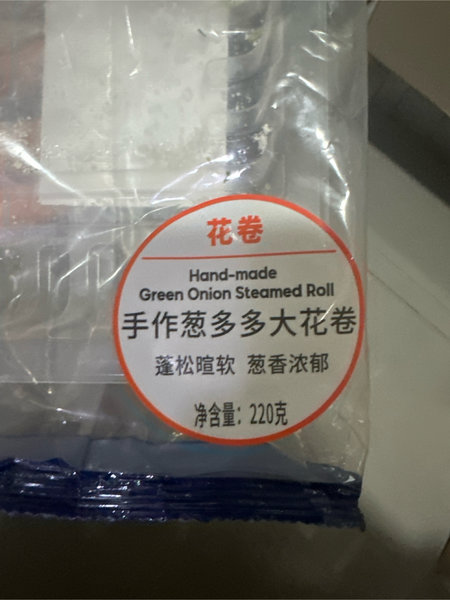 花卷
Hand-made
Green Onion Steamed Roll
手作葱多多大花卷
蓬松暄软 葱香浓郁
净含量：220克